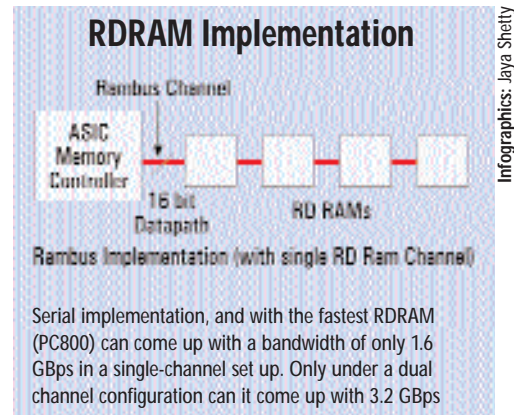 RDRAM Implementation
Rambus Channel
ASIC
Memory
Controller
16 bit
Datapath
RD RAMs
Rambus Implementation (with single RD Ram Channel)
Serial implementation, and with the fastest RDRAM
(PC800) can come up with a bandwidth of only 1.6
GBps in a single-channel set up. Only under a dual
channel configuration can it come up with 3.2 GBps
Infographics: Jaya Shetty